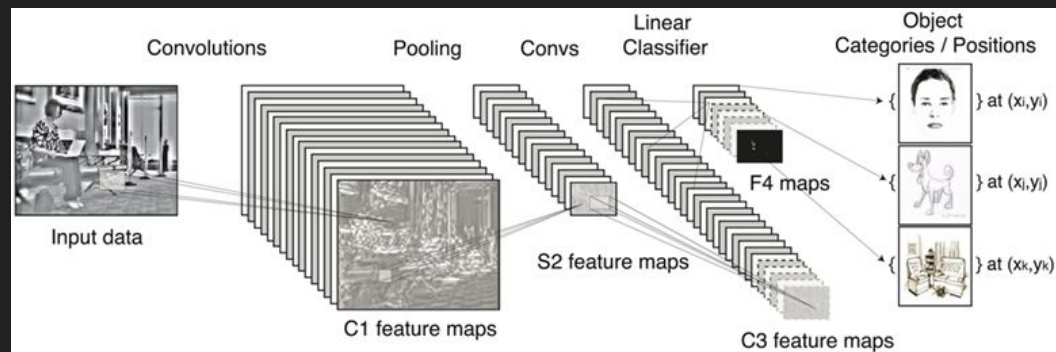 Convolutions
Pooling
Convs
Linear
Classifier
Object
Categories / Positions
{ } at (xi,yi)
{ } at (xj,yj)
{ } at (xk,yk)
Input data
C1 feature maps
S2 feature maps
C3 feature maps
F4 maps